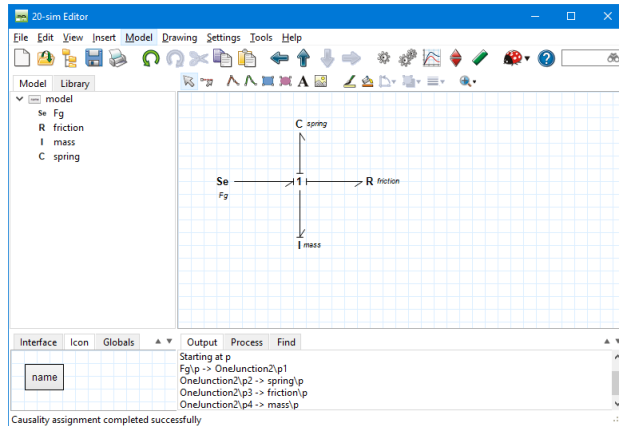 20-sim Editor
File Edit View Insert Model Drawing Settings Tools Help
Model Library
A
model
Se Fg
R friction
I mass
C spring
C spring
Se 1 R friction
Fg
I mass
Interface Icon Globals
Output Process Find
name
Starting at p
Fg\p -> OneJunction2\p1
OneJunction2\p2 -> spring\p
OneJunction2\p3 -> friction\p
OneJunction2\p4 -> mass\p
Causality assignment completed successfully